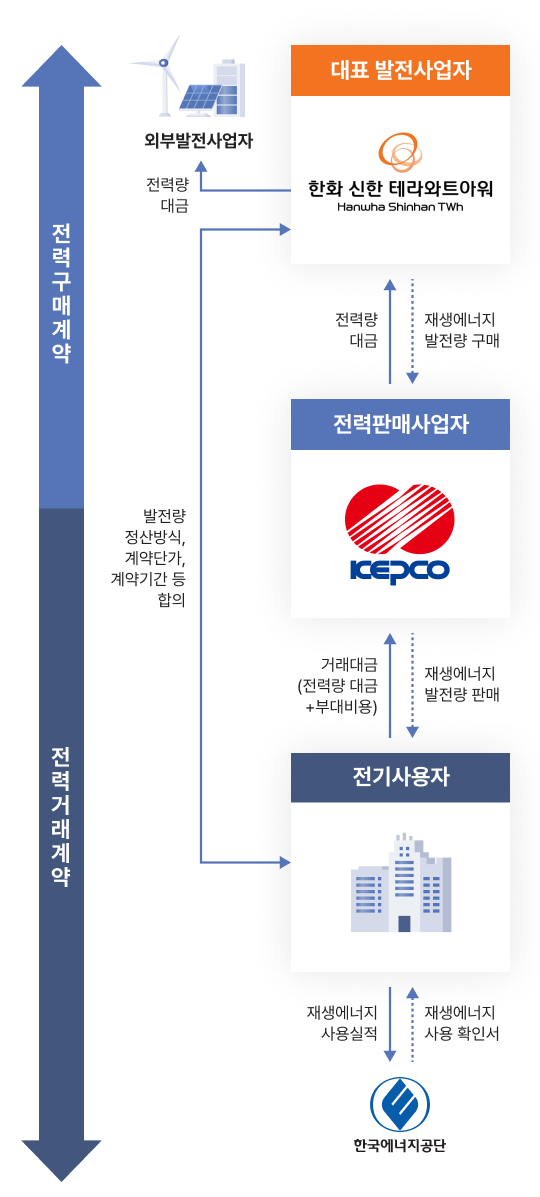 대표 발전사업자
외부발전사업자
한화 신한 테라와트아워
Hanwha Shinhan TWh
전력량
대금
전력구매계약
전력량
대금
재생에너지
발전량 구매
전력판매사업자
KEPCO
발전량
정산방식,
계약단가,
계약기간 등
합의
거래대금
(전력량 대금
+부대비용)
재생에너지
발전량 판매
전력거래계약
전기사용자
재생에너지
사용실적
재생에너지
사용 확인서
한국에너지공단